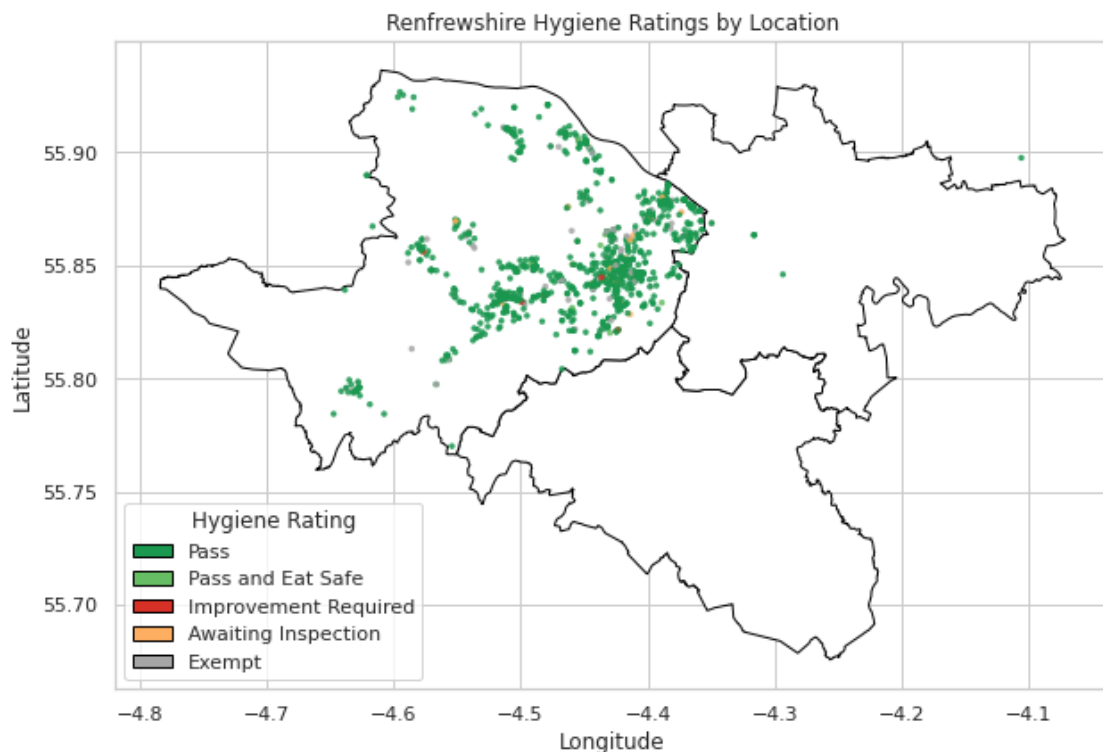 Renfrewshire Hygiene Ratings by Location
Latitude
55.90
55.85
55.80
55.75
55.70
Hygiene Rating
Pass
Pass and Eat Safe
Improvement Required
Awaiting Inspection
Exempt
−4.8 −4.7 −4.6 −4.5 −4.4 −4.3 −4.2 −4.1
Longitude